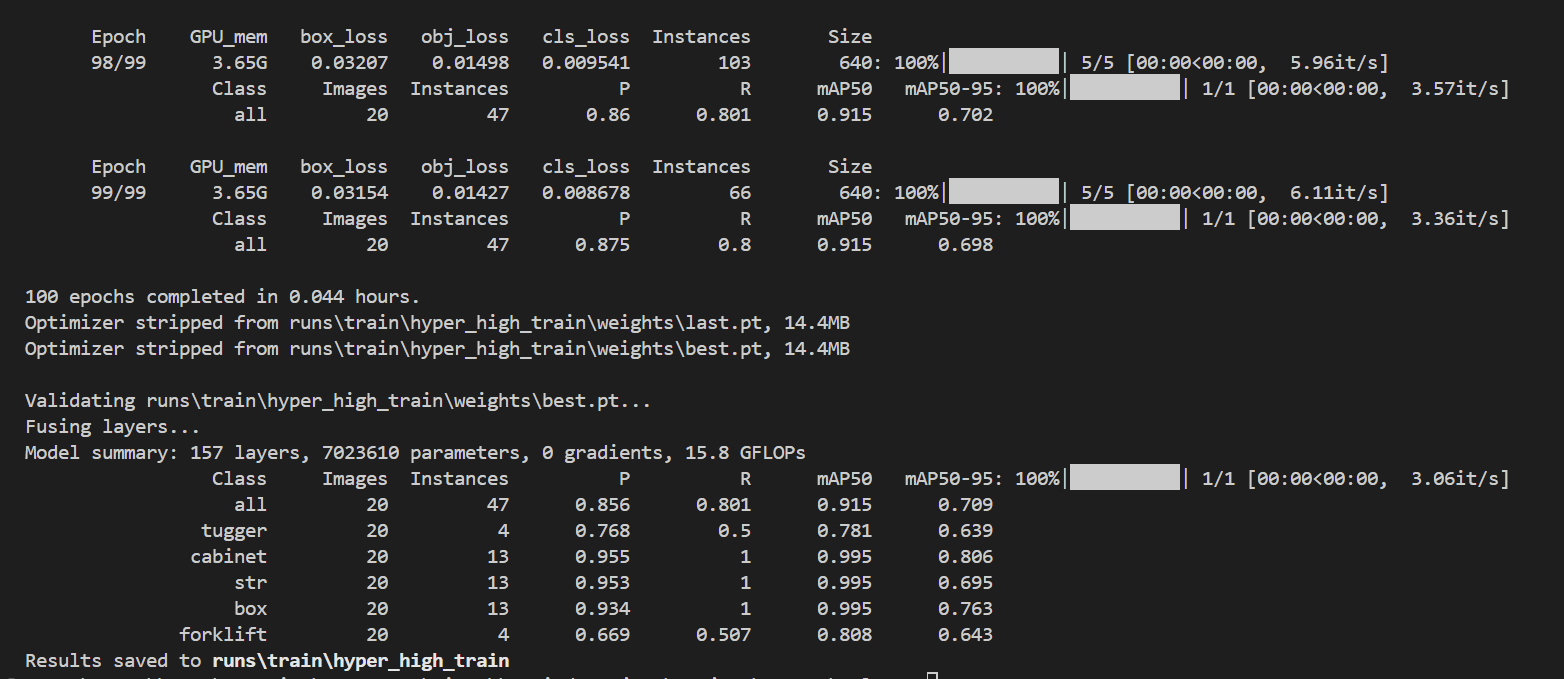 Epoch GPU_mem box_loss obj_loss cls_loss Instances Size
98/99 3.65G 0.03207 0.01498 0.009541 103 640: 100%|██████████| 5/5 [00:00<00:00, 5.96it/s]
Class Images Instances P R mAP50 mAP50-95: 100%|██████████| 1/1 [00:00<00:00, 3.57it/s]
all 20 47 0.86 0.801 0.915 0.702
Epoch GPU_mem box_loss obj_loss cls_loss Instances Size
99/99 3.65G 0.03154 0.01427 0.008678 66 640: 100%|██████████| 5/5 [00:00<00:00, 6.11it/s]
Class Images Instances P R mAP50 mAP50-95: 100%|██████████| 1/1 [00:00<00:00, 3.36it/s]
all 20 47 0.875 0.8 0.915 0.698
100 epochs completed in 0.044 hours.
Optimizer stripped from runs\train\hyper_high_train\weights\last.pt, 14.4MB
Optimizer stripped from runs\train\hyper_high_train\weights\best.pt, 14.4MB
Validating runs\train\hyper_high_train\weights\best.pt...
Fusing layers...
Model summary: 157 layers, 7023610 parameters, 0 gradients, 15.8 GFLOPs
Class Images Instances P R mAP50 mAP50-95: 100%|██████████| 1/1 [00:00<00:00, 3.06it/s]
all 20 47 0.856 0.801 0.915 0.709
tugger 20 4 0.768 0.5 0.781 0.639
cabinet 20 13 0.955 1 0.995 0.806
str 20 13 0.953 1 0.995 0.695
box 20 13 0.934 1 0.995 0.763
forklift 20 4 0.669 0.507 0.808 0.643
Results saved to runs\train\hyper_high_train